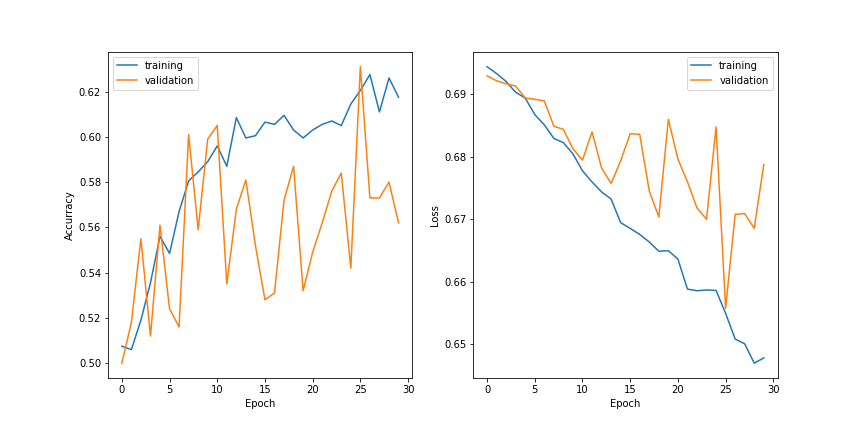 training
validation
0.62
0.60
0.58
0.56
0.54
0.52
0.50
Accurracy
0 5 10 15 20 25 30
Epoch
training
validation
0.69
0.68
0.67
0.66
0.65
Loss
0 5 10 15 20 25 30
Epoch